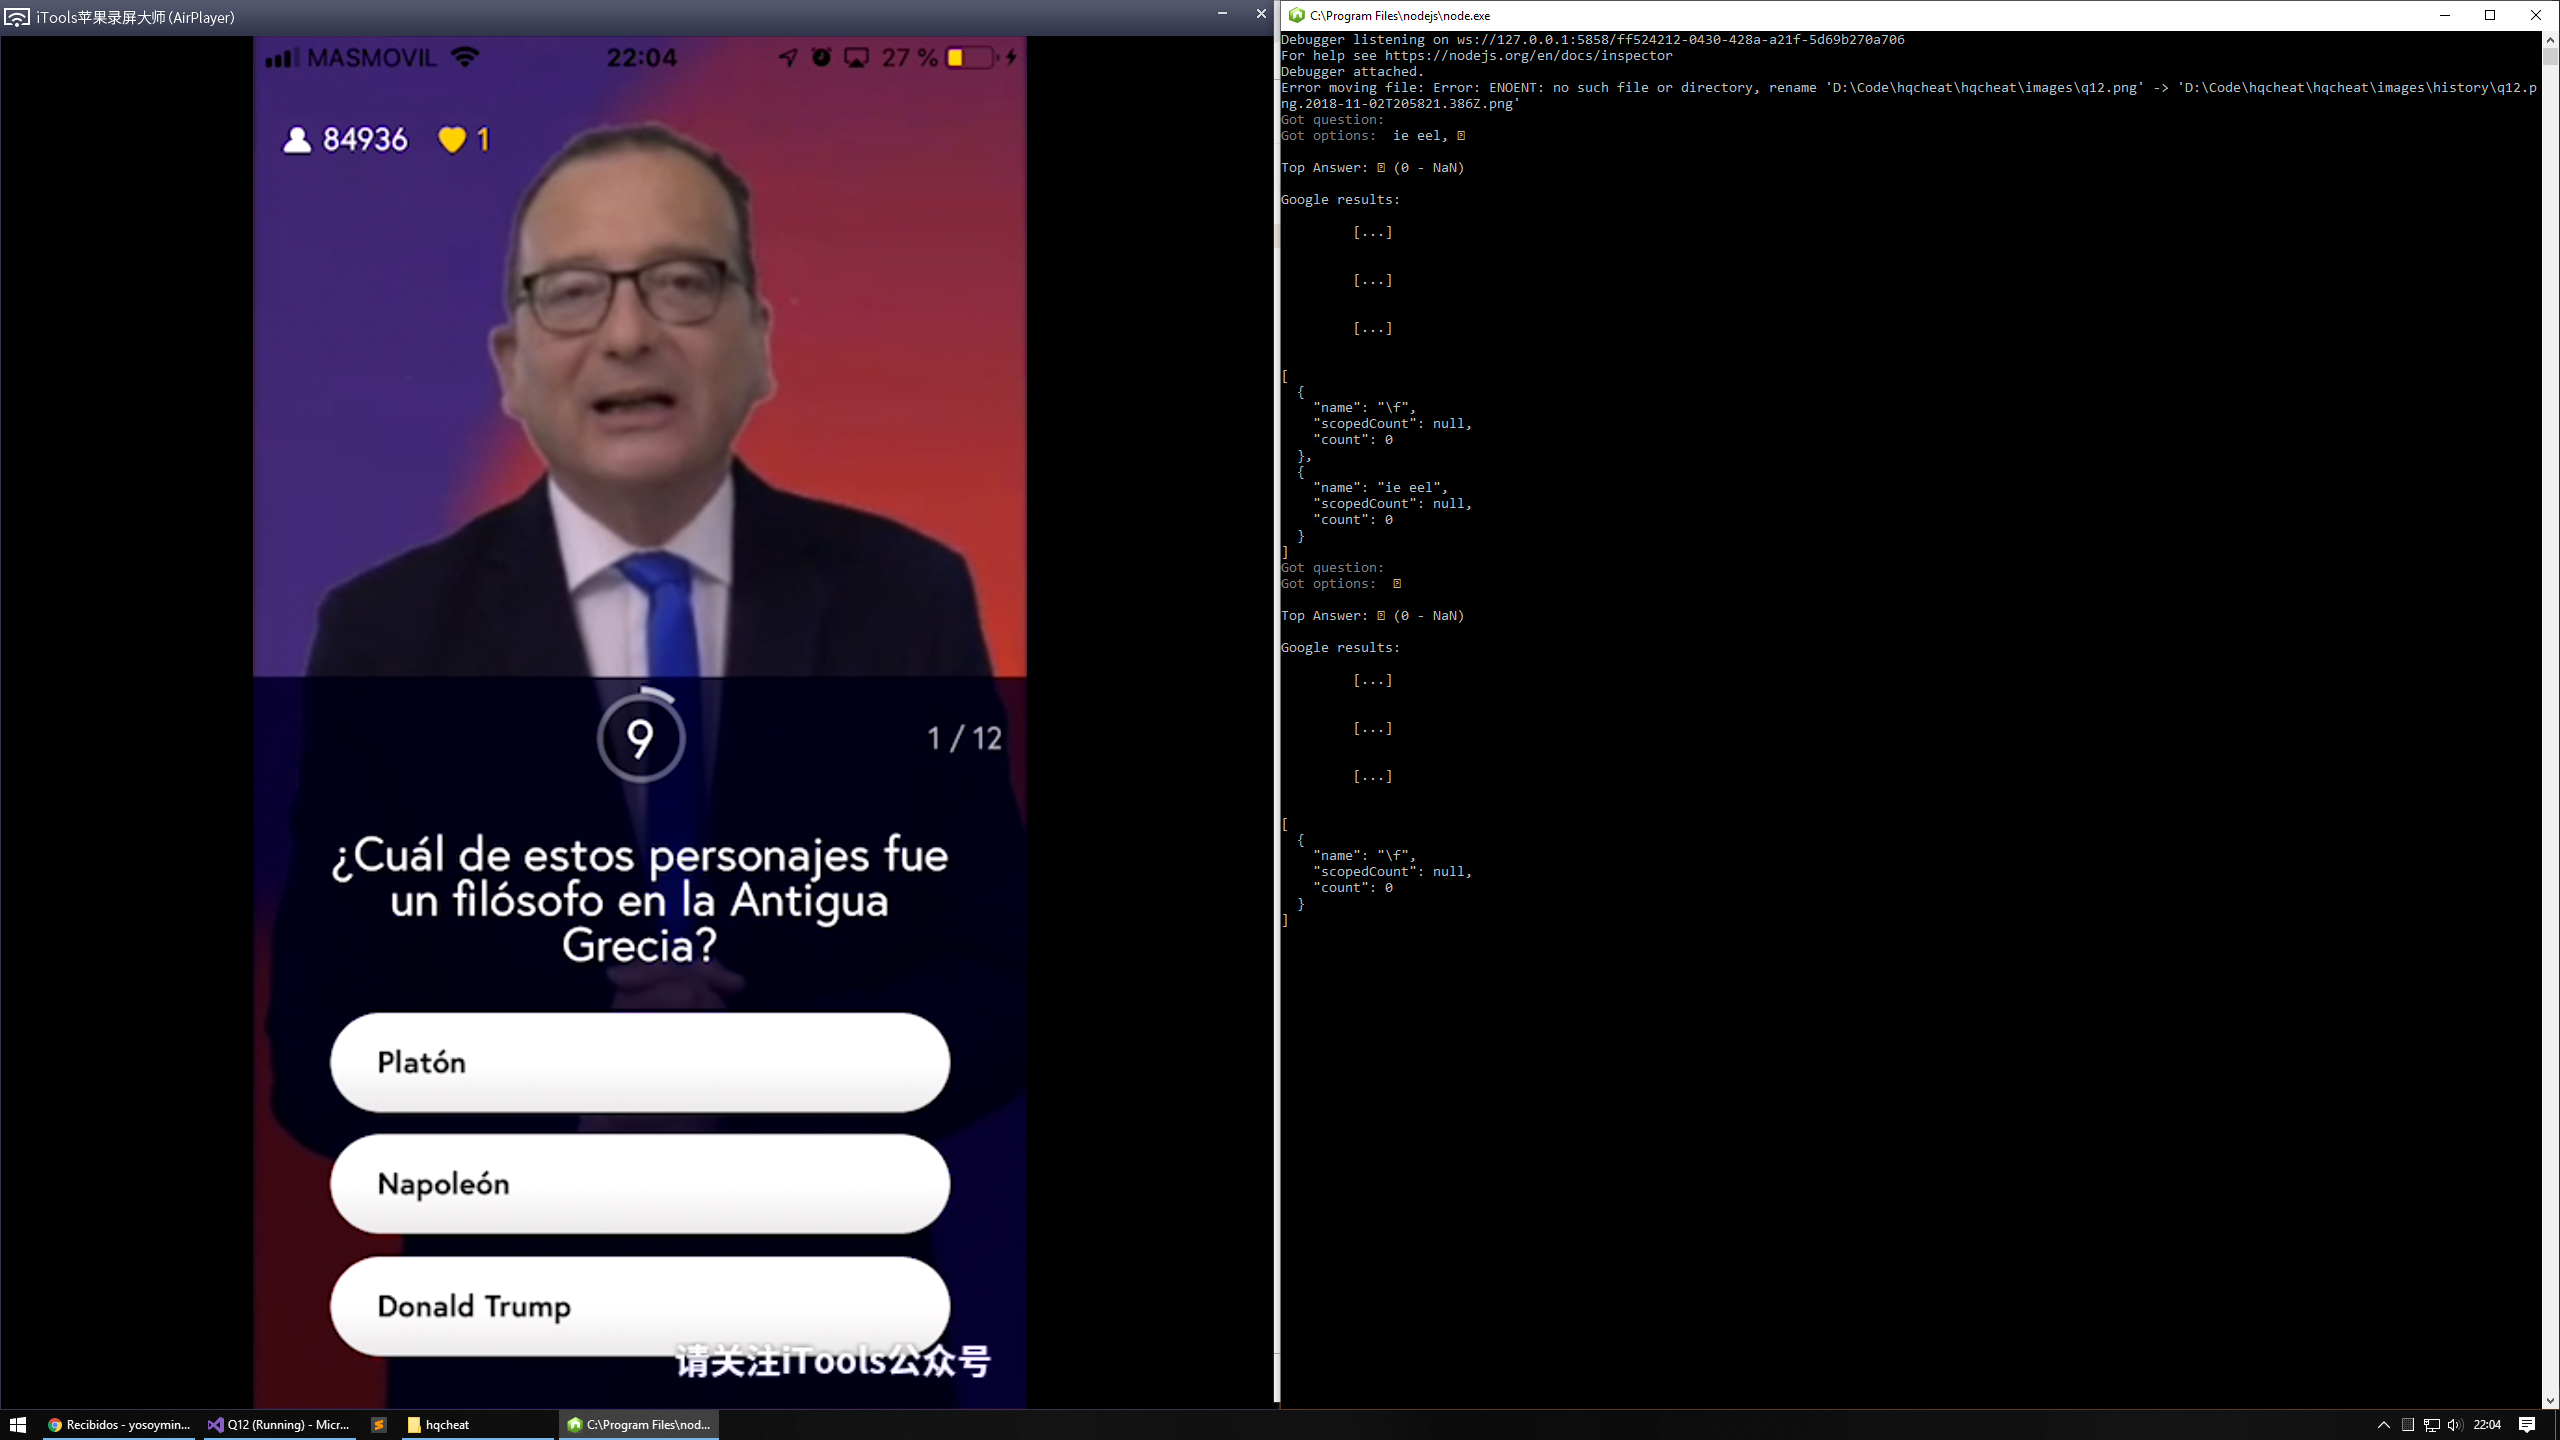 iTools苹果录屏大师(AirPlayer)
MASMOVIL 22:04 27 %
84936 1
9
1 / 12
¿Cuál de estos personajes fue
un filósofo en la Antigua
Grecia?
Platón
Napoleón
Donald Trump
请关注iTools公众号
C:\Program Files\nodejs\node.exe
Debugger listening on ws://127.0.0.1:5858/ff524212-0430-428a-a21f-5d69b270a706
For help see https://nodejs.org/en/docs/inspector
Debugger attached.
Error moving file: Error: ENOENT: no such file or directory, rename 'D:\Code\hqcheat\hqcheat\images\q12.png' -> 'D:\Code\hqcheat\hqcheat\images\history\q12.p
ng.2018-11-02T205821.386Z.png'
Got question:
Got options:  ie eel, 
Top Answer:  (0 - NaN)
Google results:
[...]
[...]
[...]
[
{
"name": "\f",
"scopedCount": null,
"count": 0
},
{
"name": "ie eel",
"scopedCount": null,
"count": 0
}
]
Got question:
Got options:
Top Answer:  (0 - NaN)
Google results:
[...]
[...]
[...]
[
{
"name": "\f",
"scopedCount": null,
"count": 0
}
]
Recibidos - yosoymin... Q12 (Running) - Micr... hqcheat C:\Program Files\nod... 22:04